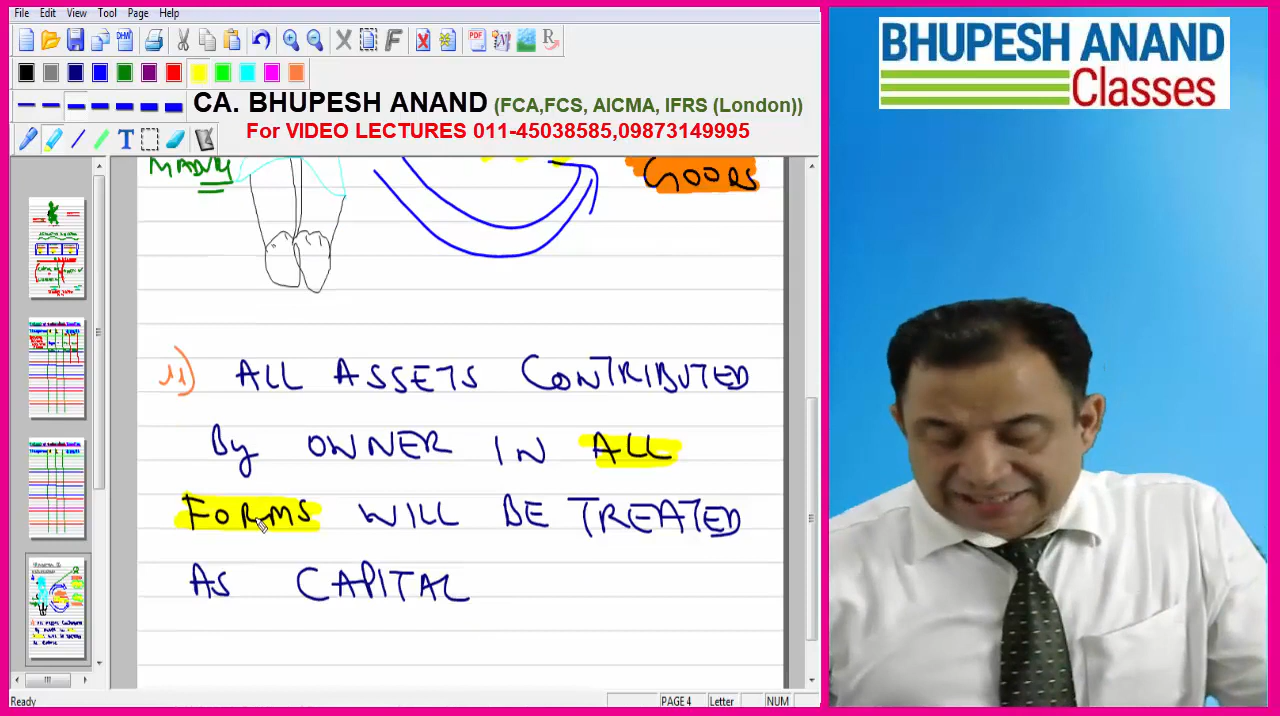 File Edit View Tool Page Help
BHUPESH ANAND
Classes
CA. BHUPESH ANAND (FCA,FCS, AICMA, IFRS (London))
For VIDEO LECTURES 011-45038585,09873149995
GOODS
ii) ALL ASSETS CONTRIBUTED
By OWNER IN ALL
FORMS WILL BE TREATED
AS CAPITAL
Ready PAGE 4 Letter NUM